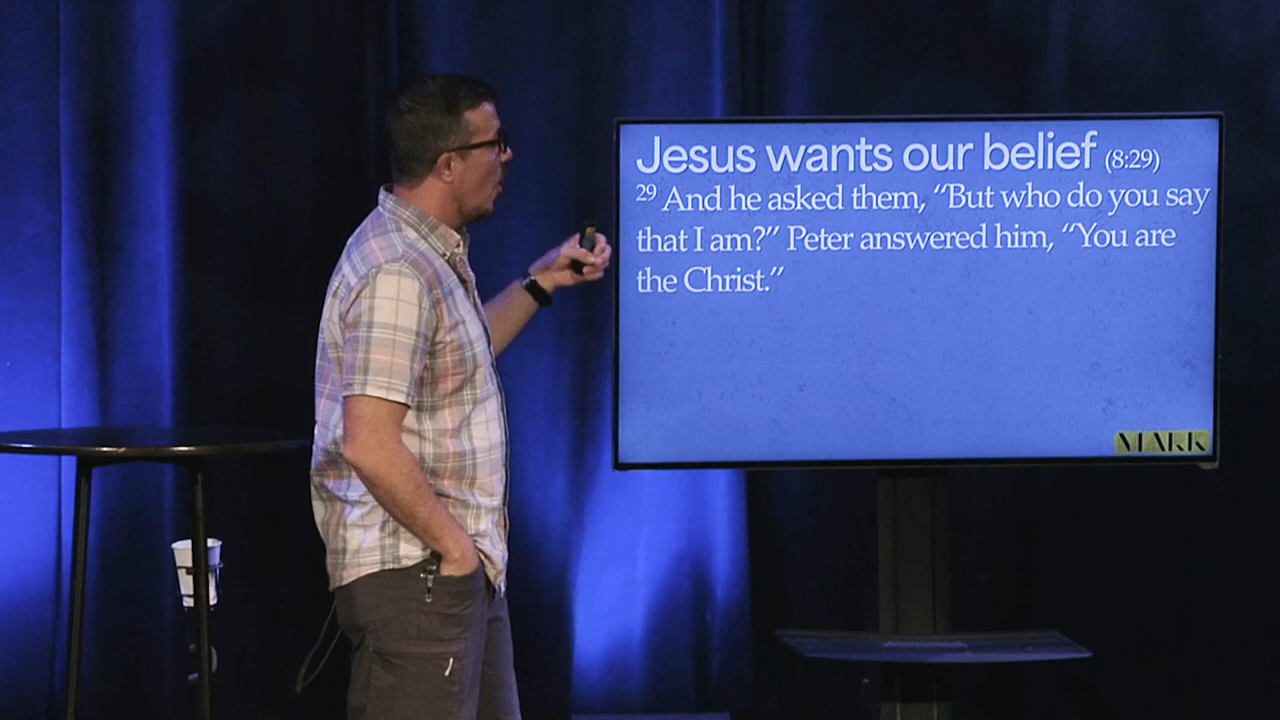 Jesus wants our belief (8:29)
29 And he asked them, “But who do you say
that I am?” Peter answered him, “You are
the Christ.”
MARK